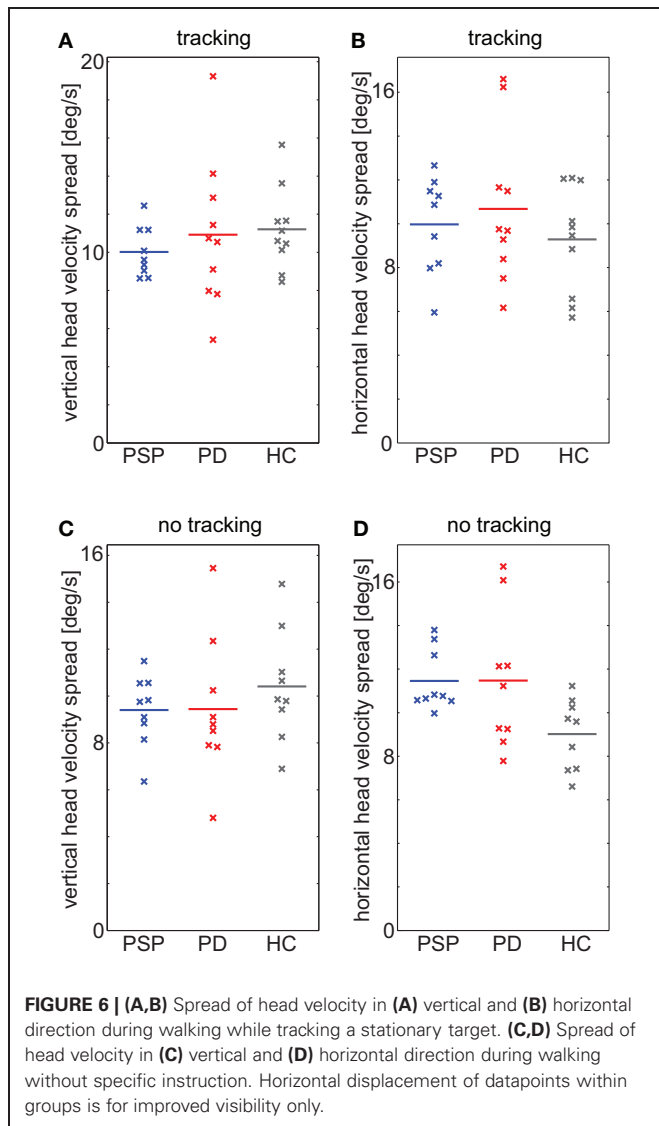 A tracking
vertical head velocity spread [deg/s]
20
10
0
PSP PD HC
B tracking
horizontal head velocity spread [deg/s]
16
8
0
PSP PD HC
C no tracking
vertical head velocity spread [deg/s]
16
8
0
PSP PD HC
D no tracking
horizontal head velocity spread [deg/s]
16
8
0
PSP PD HC
FIGURE 6 | (A,B) Spread of head velocity in (A) vertical and (B) horizontal
direction during walking while tracking a stationary target. (C,D) Spread of
head velocity in (C) vertical and (D) horizontal direction during walking
without specific instruction. Horizontal displacement of datapoints within
groups is for improved visibility only.